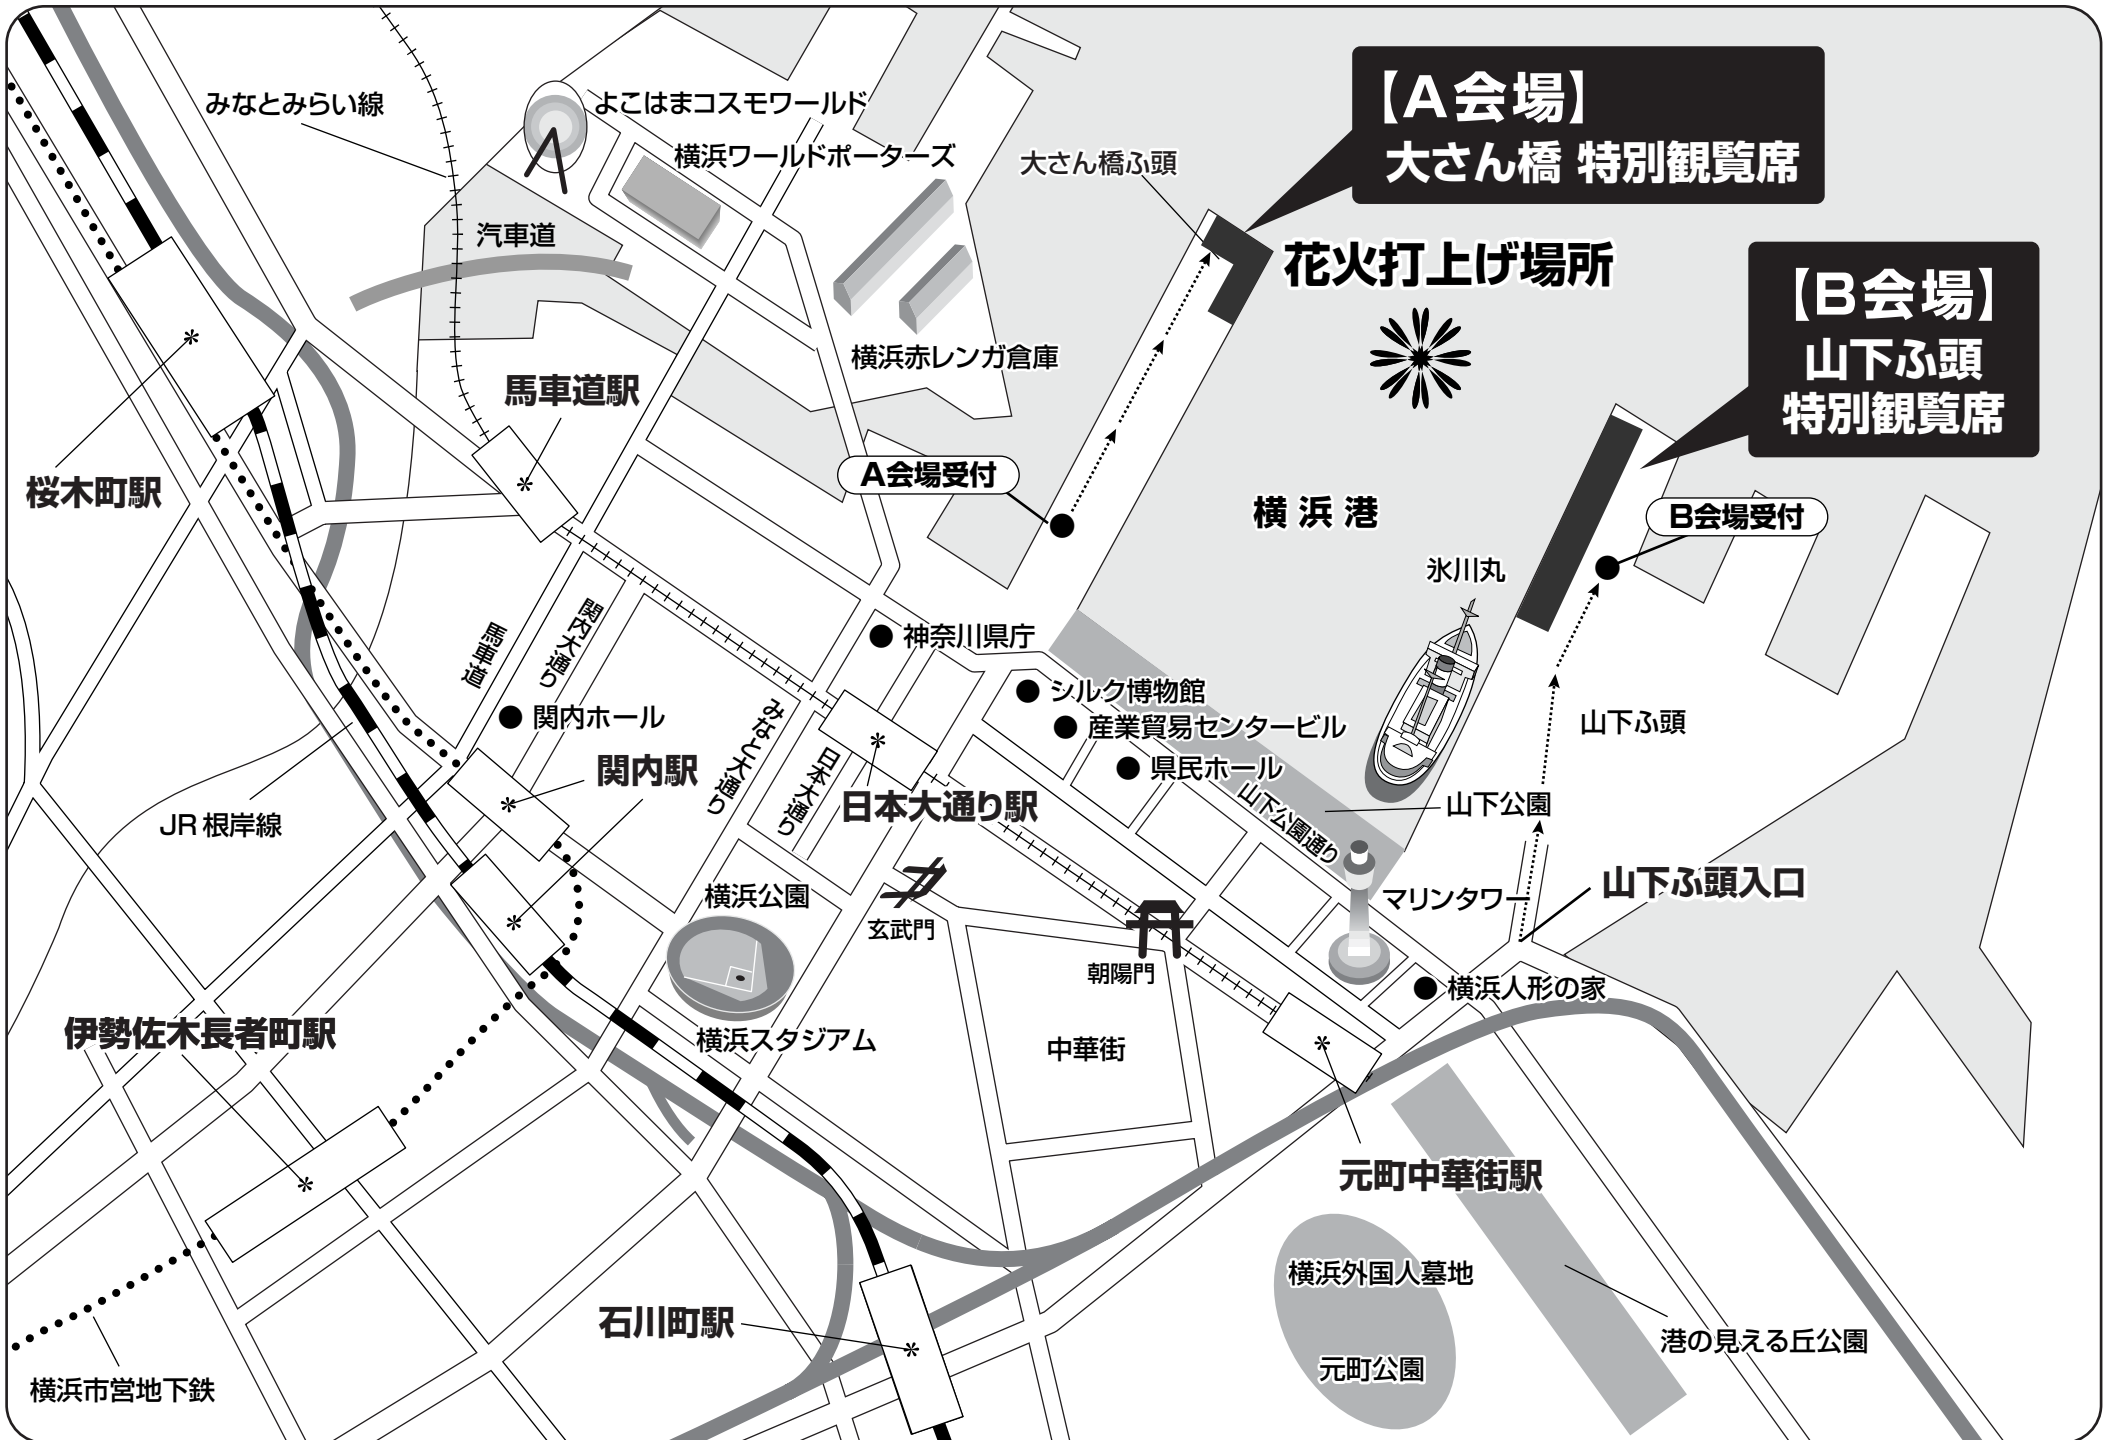 【A会場】
大さん橋 特別観覧席
みなとみらい線
よこはまコスモワールド
横浜ワールドポーターズ
大さん橋ふ頭
汽車道
花火打上げ場所
【B会場】
山下ふ頭
特別観覧席
横浜赤レンガ倉庫
馬車道駅
A会場受付
桜木町駅
横浜港
B会場受付
氷川丸
関内大通り
馬車道
神奈川県庁
シルク博物館
関内ホール
みなと大通り
産業貿易センタービル
山下ふ頭
日本大通り
関内駅
県民ホール
日本大通り駅
山下公園
山下公園通り
JR根岸線
横浜公園
マリンタワー
山下ふ頭入口
玄武門
朝陽門
横浜人形の家
伊勢佐木長者町駅
横浜スタジアム
中華街
元町中華街駅
横浜外国人墓地
石川町駅
港の見える丘公園
元町公園
横浜市営地下鉄